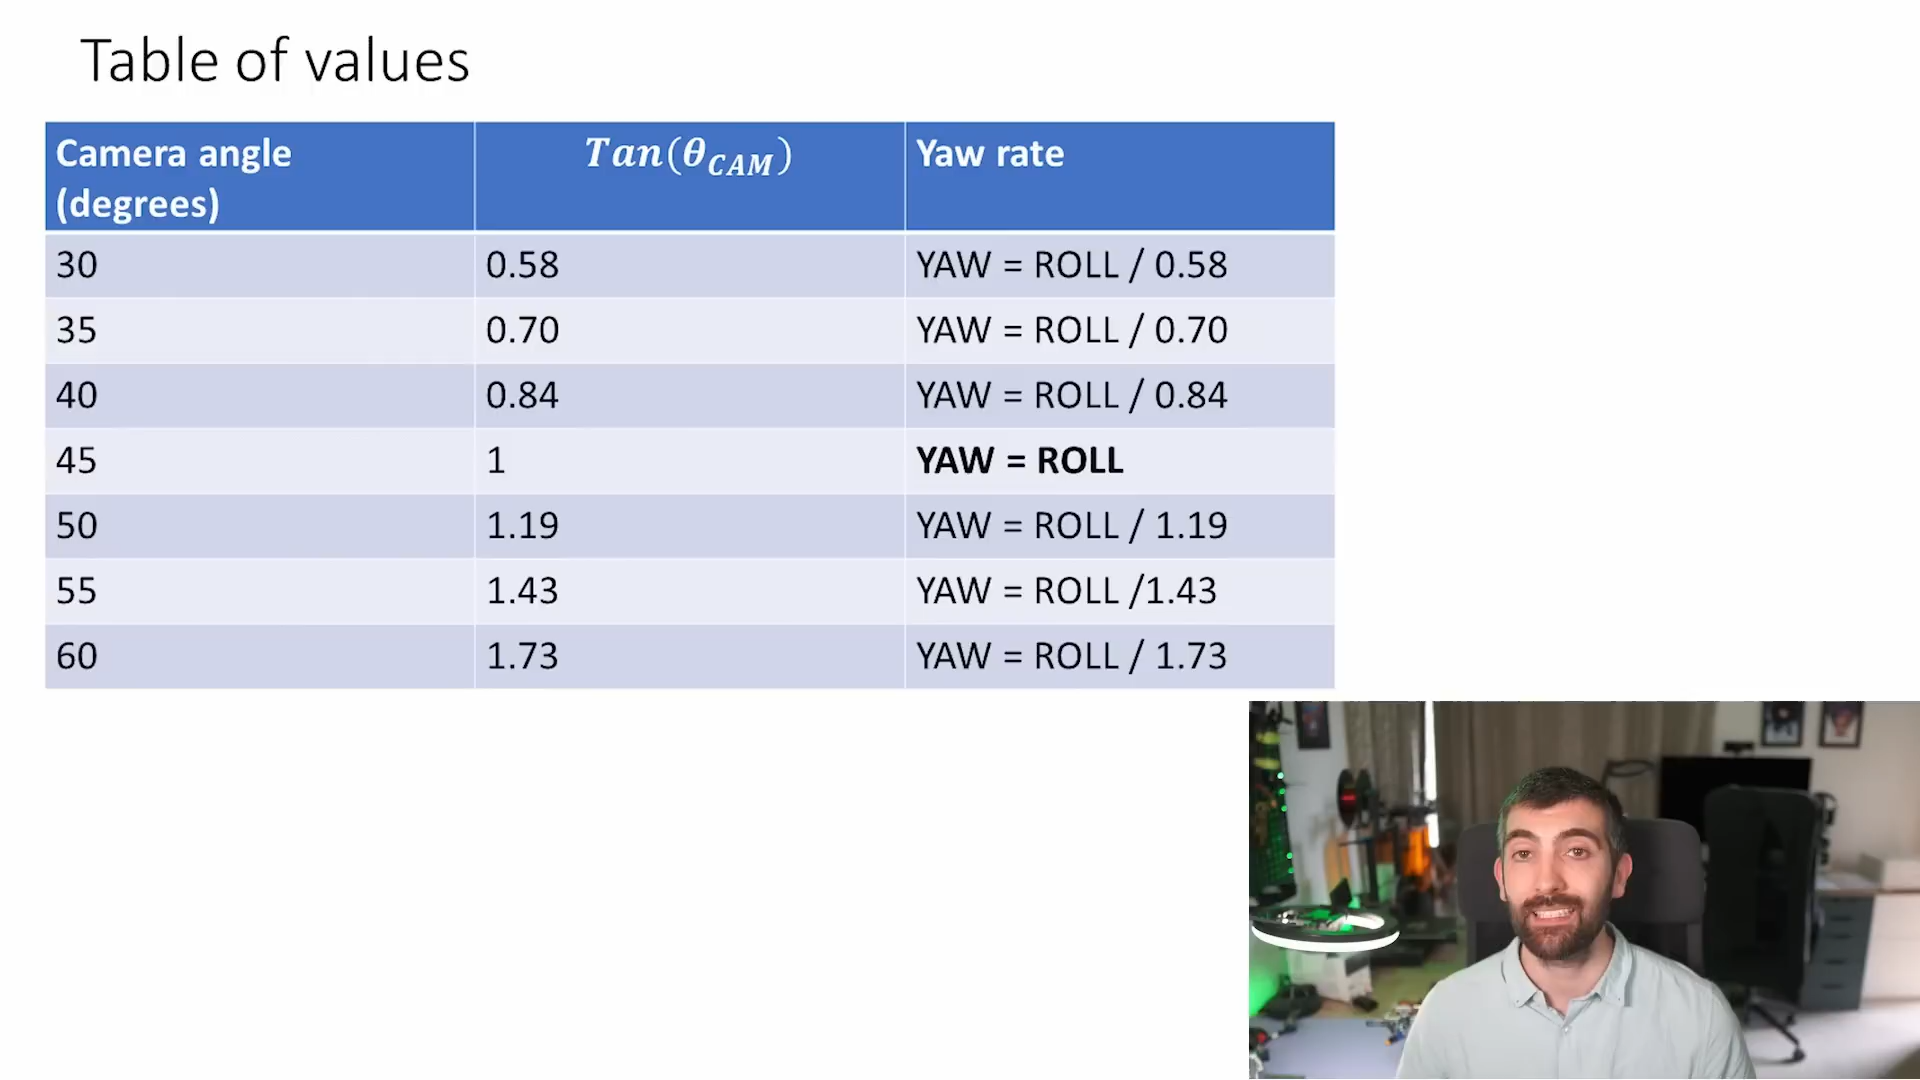 Table of values
Camera angle (degrees) Tan(θCAM) Yaw rate
30 0.58 YAW = ROLL / 0.58
35 0.70 YAW = ROLL / 0.70
40 0.84 YAW = ROLL / 0.84
45 1 YAW = ROLL
50 1.19 YAW = ROLL / 1.19
55 1.43 YAW = ROLL /1.43
60 1.73 YAW = ROLL / 1.73